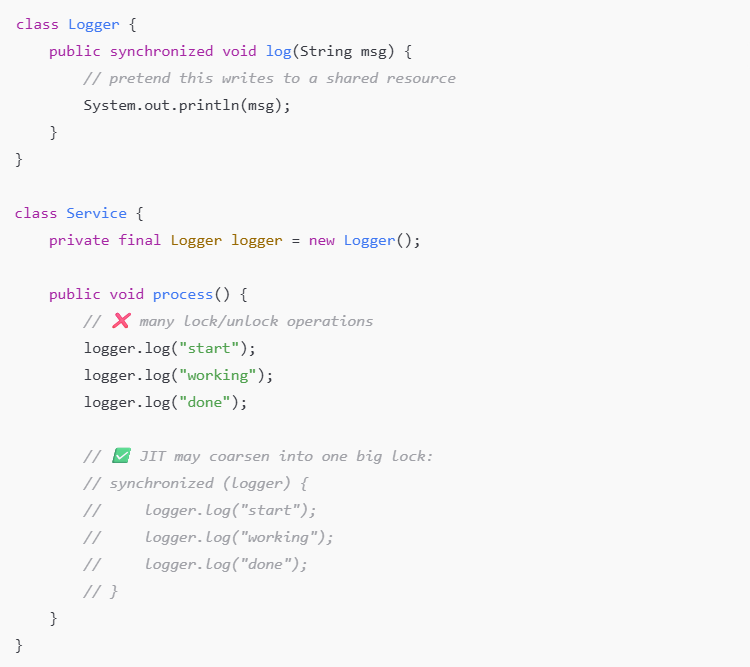 class Logger {
    public synchronized void log(String msg) {
        // pretend this writes to a shared resource
        System.out.println(msg);
    }
}

class Service {
    private final Logger logger = new Logger();

    public void process() {
        // ❌ many lock/unlock operations
        logger.log("start");
        logger.log("working");
        logger.log("done");

        // ✅ JIT may coarsen into one big lock:
        // synchronized (logger) {
        //     logger.log("start");
        //     logger.log("working");
        //     logger.log("done");
        // }
    }
}